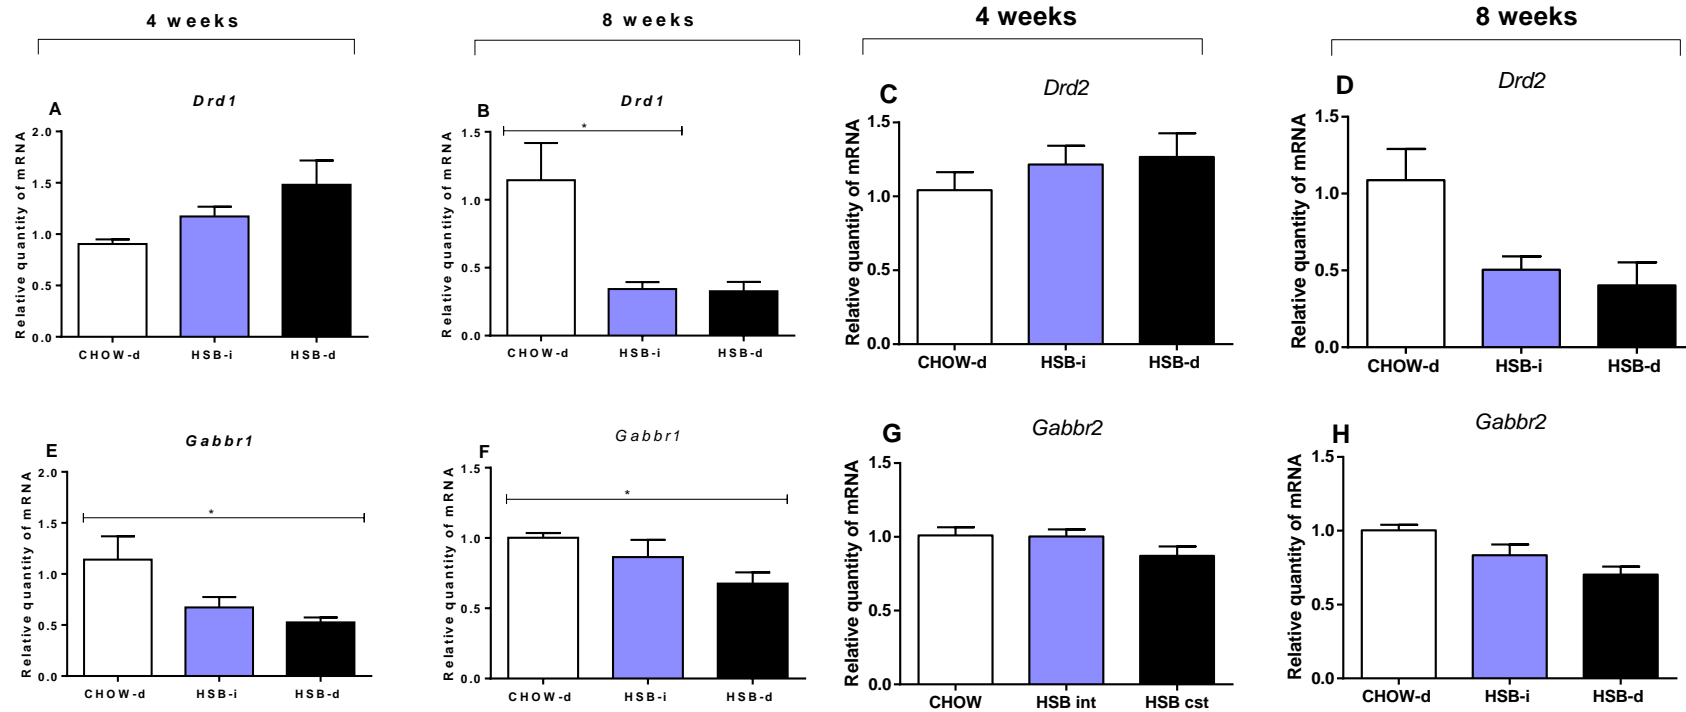 4 weeks
8 weeks
4 weeks
8 weeks
A
Drd1
Relative quantity of mRNA
2.0
1.5
1.0
0.5
0.0
CHOW-d HSB-i HSB-d
B
Drd1
*
Relative quantity of mRNA
1.5
1.0
0.5
0.0
CHOW-d HSB-i HSB-d
C
Drd2
Relative quantity of mRNA
1.5
1.0
0.5
0.0
CHOW-d HSB-i HSB-d
D
Drd2
Relative quantity of mRNA
1.5
1.0
0.5
0.0
CHOW-d HSB-i HSB-d
E
Gabbr1
*
Relative quantity of mRNA
2.0
1.5
1.0
0.5
0.0
CHOW-d HSB-i HSB-d
F
Gabbr1
*
Relative quantity of mRNA
1.5
1.0
0.5
0.0
CHOW-d HSB-i HSB-d
G
Gabbr2
Relative quantity of mRNA
1.5
1.0
0.5
0.0
CHOW HSB int HSB cst
H
Gabbr2
Relative quantity of mRNA
1.5
1.0
0.5
0.0
CHOW-d HSB-i HSB-d